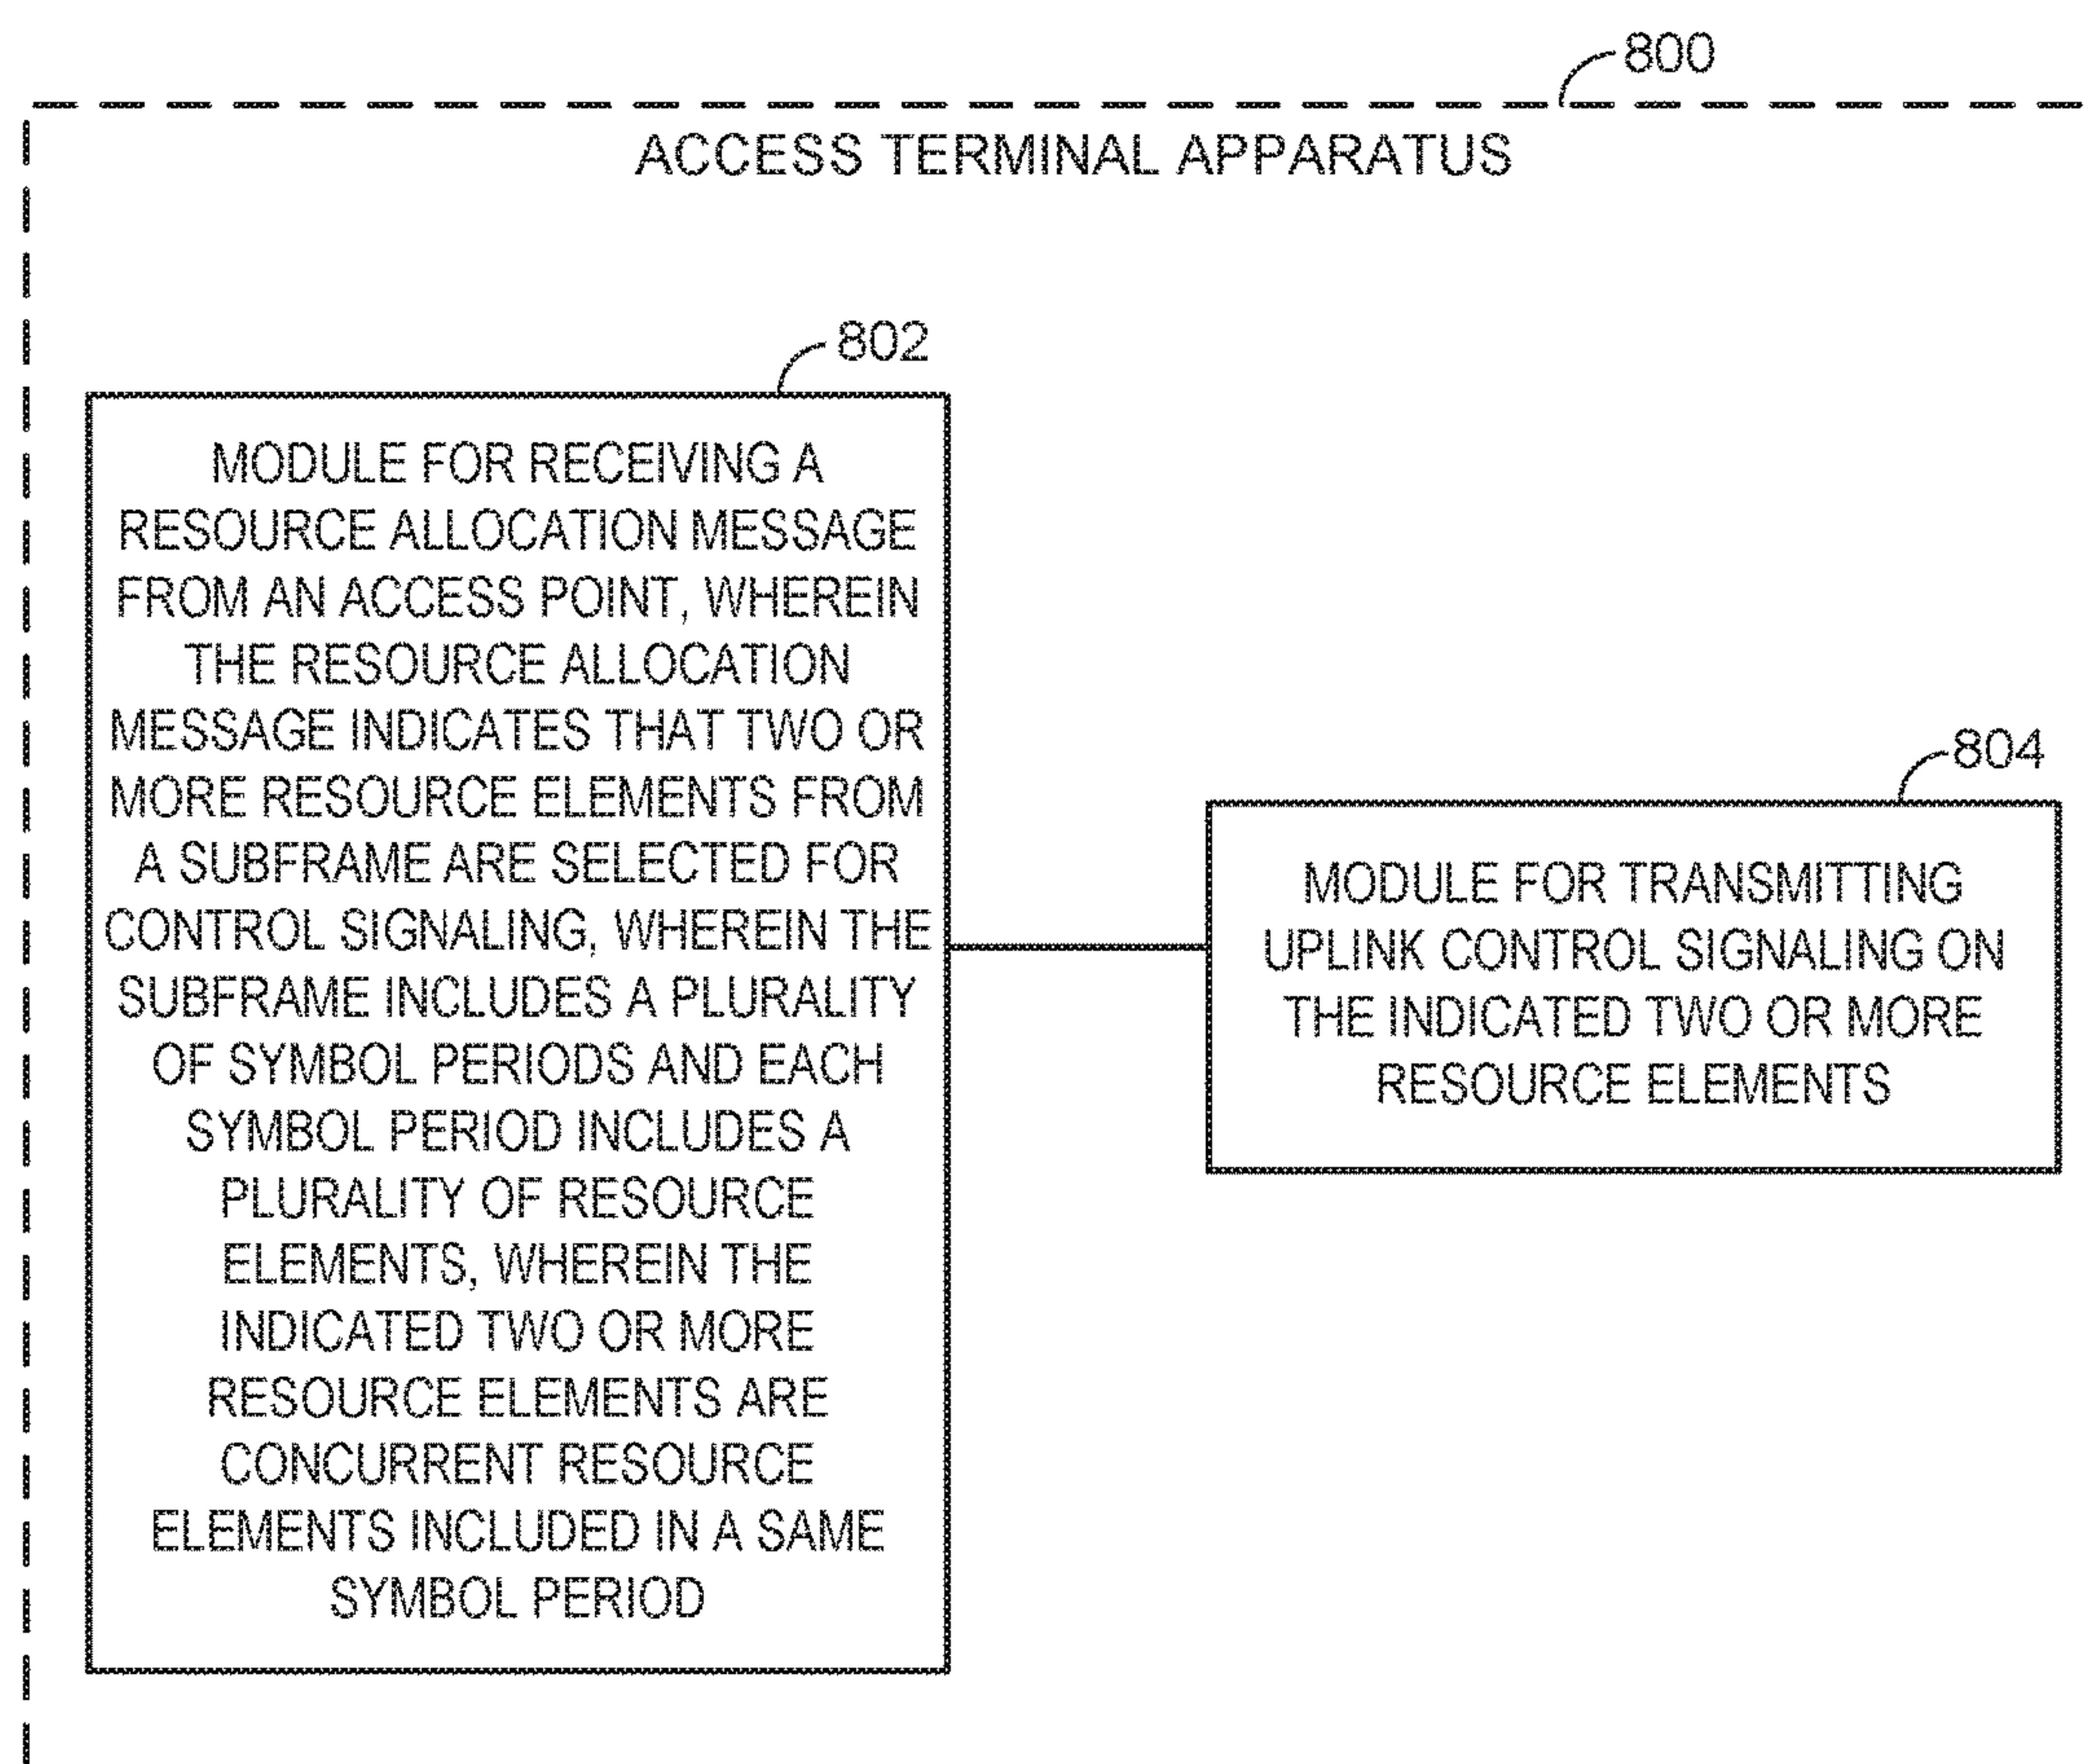 800
ACCESS TERMINAL APPARATUS
802
MODULE FOR RECEIVING A
RESOURCE ALLOCATION MESSAGE
FROM AN ACCESS POINT, WHEREIN
THE RESOURCE ALLOCATION
MESSAGE INDICATES THAT TWO OR
MORE RESOURCE ELEMENTS FROM
A SUBFRAME ARE SELECTED FOR
CONTROL SIGNALING, WHEREIN THE
SUBFRAME INCLUDES A PLURALITY
OF SYMBOL PERIODS AND EACH
SYMBOL PERIOD INCLUDES A
PLURALITY OF RESOURCE
ELEMENTS, WHEREIN THE
INDICATED TWO OR MORE
RESOURCE ELEMENTS ARE
CONCURRENT RESOURCE
ELEMENTS INCLUDED IN A SAME
SYMBOL PERIOD
804
MODULE FOR TRANSMITTING
UPLINK CONTROL SIGNALING ON
THE INDICATED TWO OR MORE
RESOURCE ELEMENTS